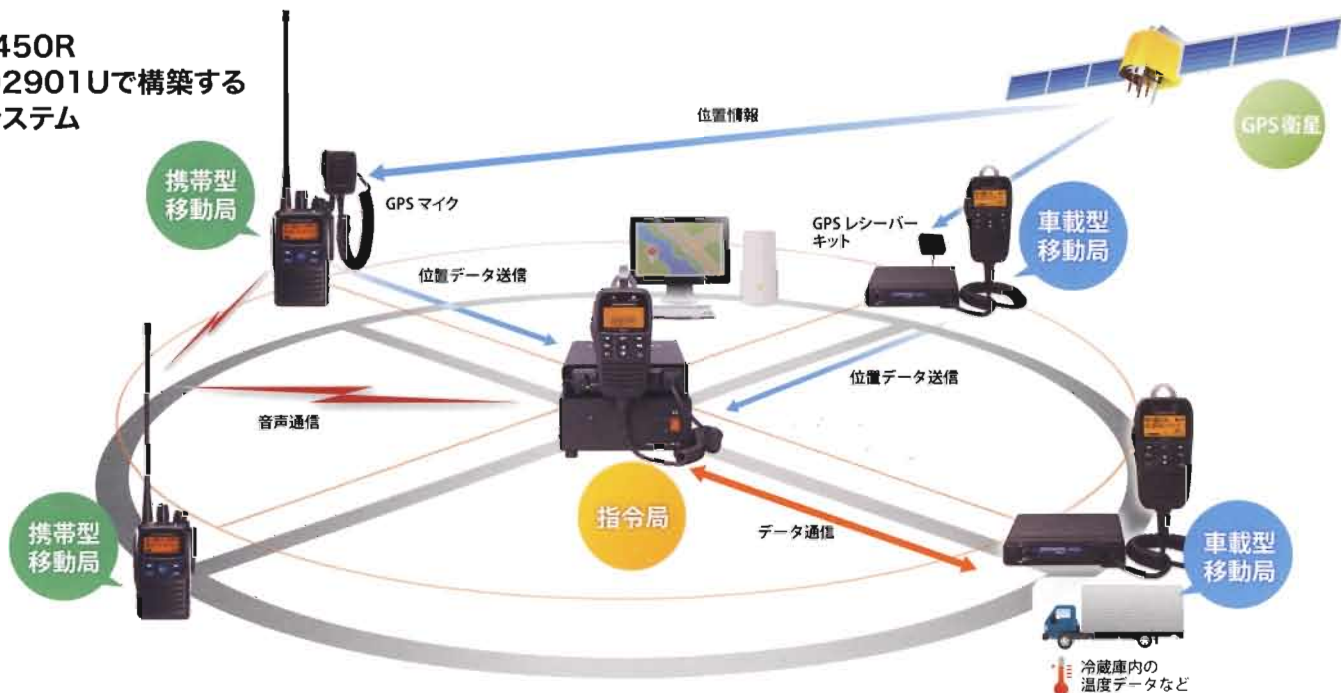 450R
2901Uで構築する
ステム
位置情報
GPS衛星
携帯型
移動局
GPS マイク
GPS レシーバー
キット
車載型
移動局
位置データ送信
位置データ送信
音声通信
指令局
データ通信
携帯型
移動局
車載型
移動局
冷蔵庫内の
温度データなど